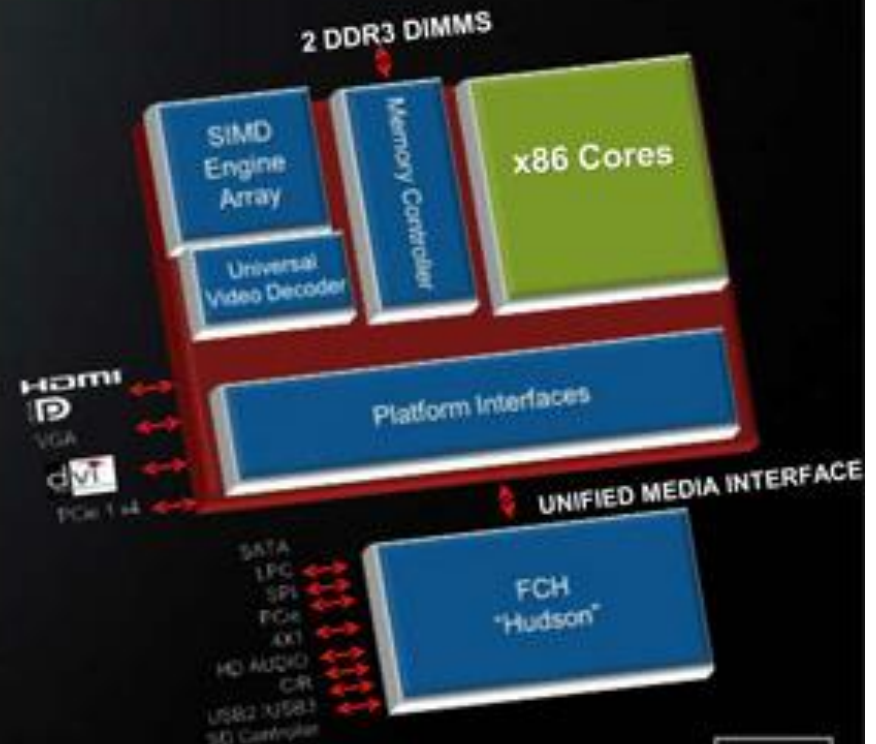 2 DDR3 DIMMS
SIMD
Engine
Array
Memory Controller
x86 Cores
Universal
Video Decoder
HDMI
VGA
dvi
PCIe 1 x4
Platform Interfaces
UNIFIED MEDIA INTERFACE
SATA
LPC
SPI
PCIe
4X1
HD AUDIO
CIR
USB2 /USB3
SD Controller
FCH
"Hudson"